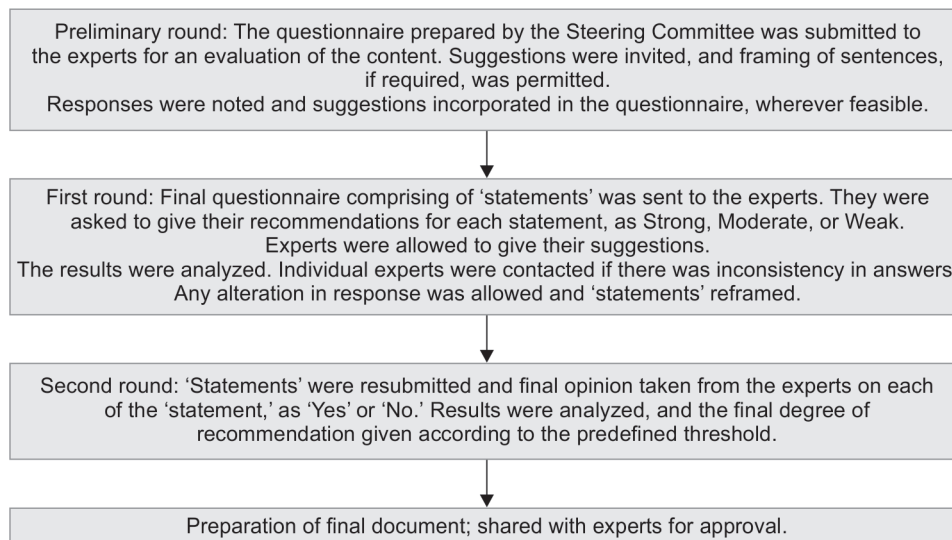 Preliminary round: The questionnaire prepared by the Steering Committee was submitted to
the experts for an evaluation of the content. Suggestions were invited, and framing of sentences,
if required, was permitted.
Responses were noted and suggestions incorporated in the questionnaire, wherever feasible.
First round: Final questionnaire comprising of ‘statements’ was sent to the experts. They were
asked to give their recommendations for each statement, as Strong, Moderate, or Weak.
Experts were allowed to give their suggestions.
The results were analyzed. Individual experts were contacted if there was inconsistency in answers
Any alteration in response was allowed and ‘statements’ reframed.
Second round: ‘Statements’ were resubmitted and final opinion taken from the experts on each
of the ‘statement,’ as ‘Yes’ or ‘No.’ Results were analyzed, and the final degree of
recommendation given according to the predefined threshold.
Preparation of final document; shared with experts for approval.